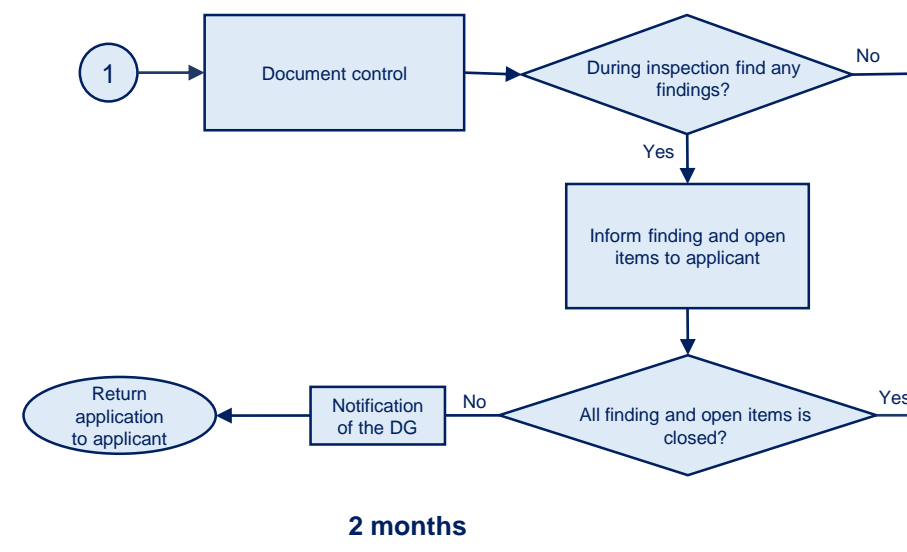 1
Document control
During inspection find any
findings?
No
Yes
Inform finding and open
items to applicant
Return
application
to applicant
Notification
of the DG
No
All finding and open items is
closed?
Yes
2 months